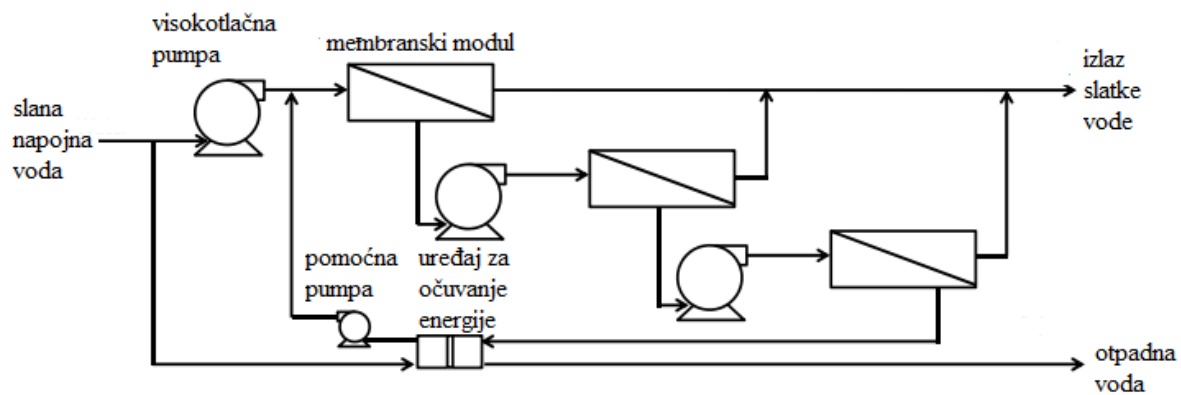 visokotlačna
pumpa
membranski modul
izlaz
slatke
vode
slana
napojna
voda
pomoćna
pumpa
uređaj za
očuvanje
energije
otpadna
voda